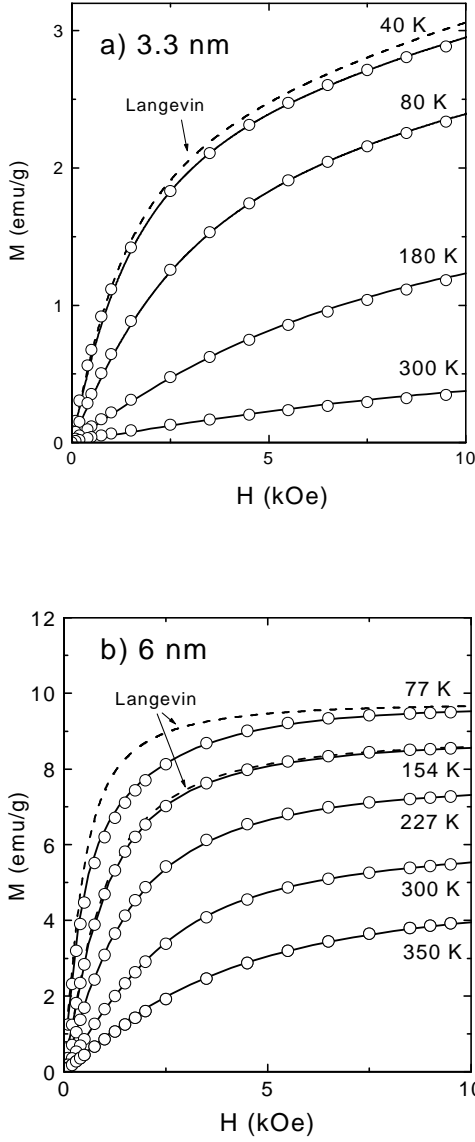 a) 3.3 nm
40 K
Langevin
80 K
180 K
300 K
3
2
1
0
M (emu/g)
0
5
10
H (kOe)
b) 6 nm
77 K
Langevin
154 K
227 K
300 K
350 K
12
10
8
6
4
2
0
M (emu/g)
0
5
10
H (kOe)